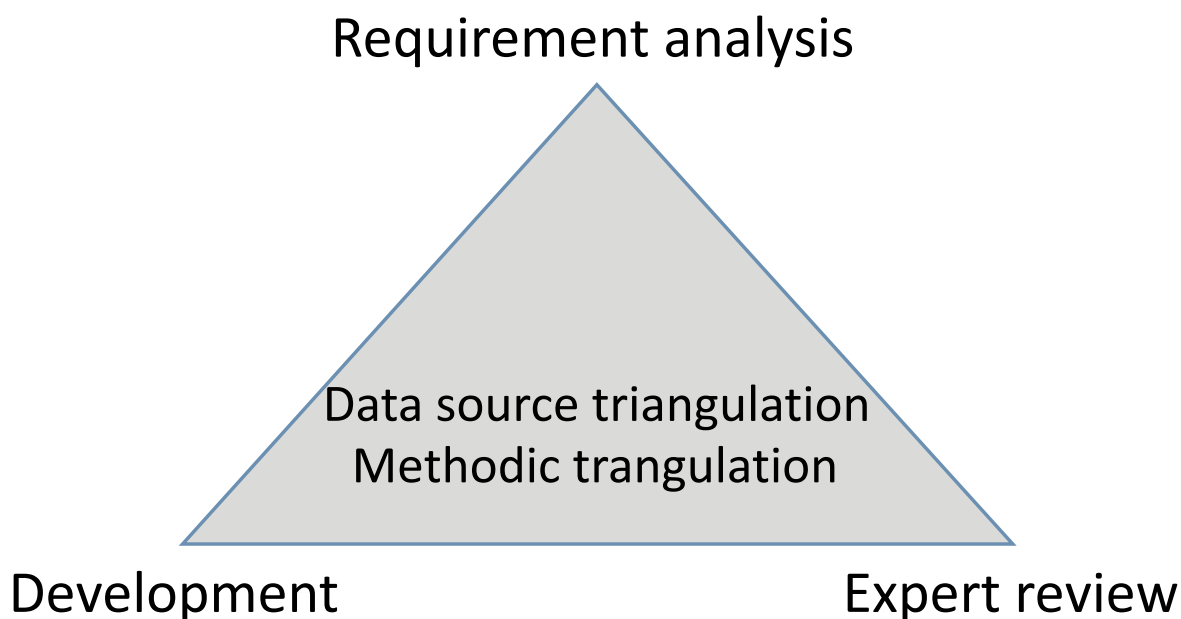 Requirement analysis
Data source triangulation
Methodic trangulation
Development
Expert review